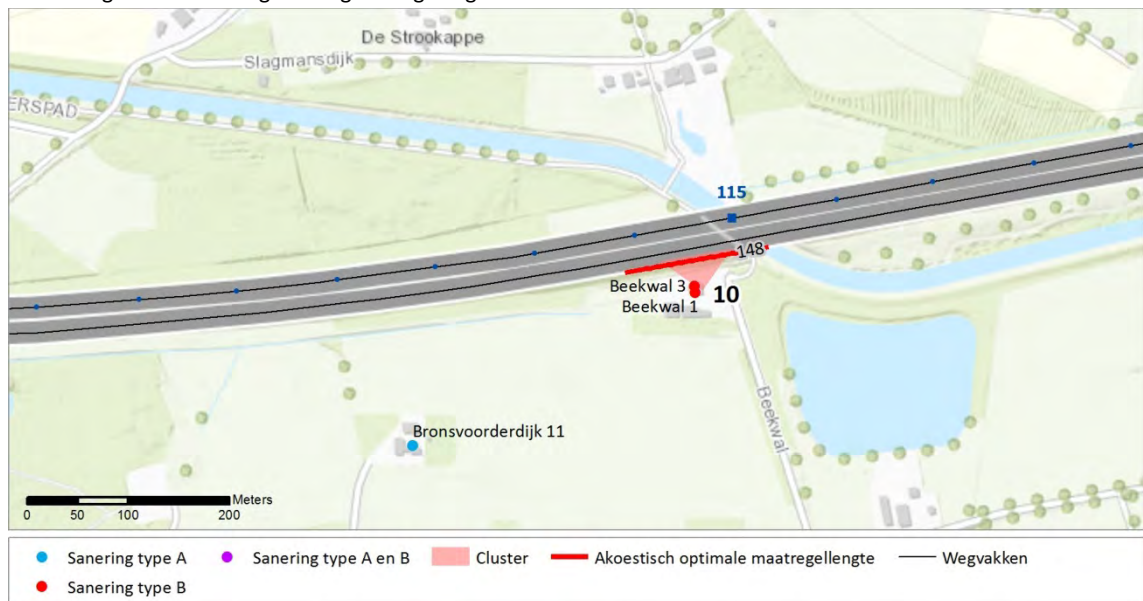 De Strookappe
Slagmansdijk
ERSPAD
115
148
Beekwal 3
10
Beekwal 1
Beekwal
Bronsvoorderdijk 11
Meters
0 50 100 200
Sanering type A
Sanering type A en B
Cluster
Akoestisch optimale maatregellengte
Wegvakken
Sanering type B